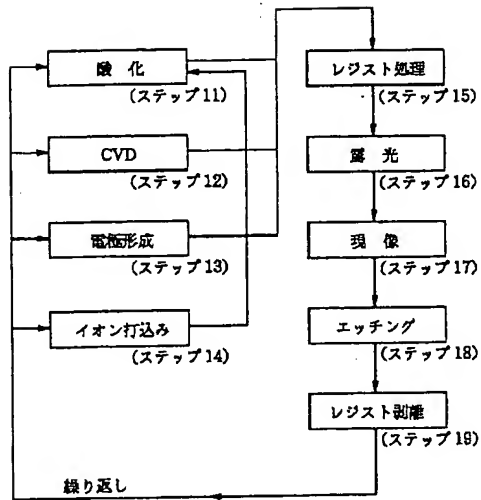 酸 化
(ステップ11)
CVD
(ステップ12)
電極形成
(ステップ13)
イオン打込み
(ステップ14)
レジスト処理
(ステップ15)
露 光
(ステップ16)
現 像
(ステップ17)
エッチング
(ステップ18)
レジスト剥離
(ステップ19)
繰り返し